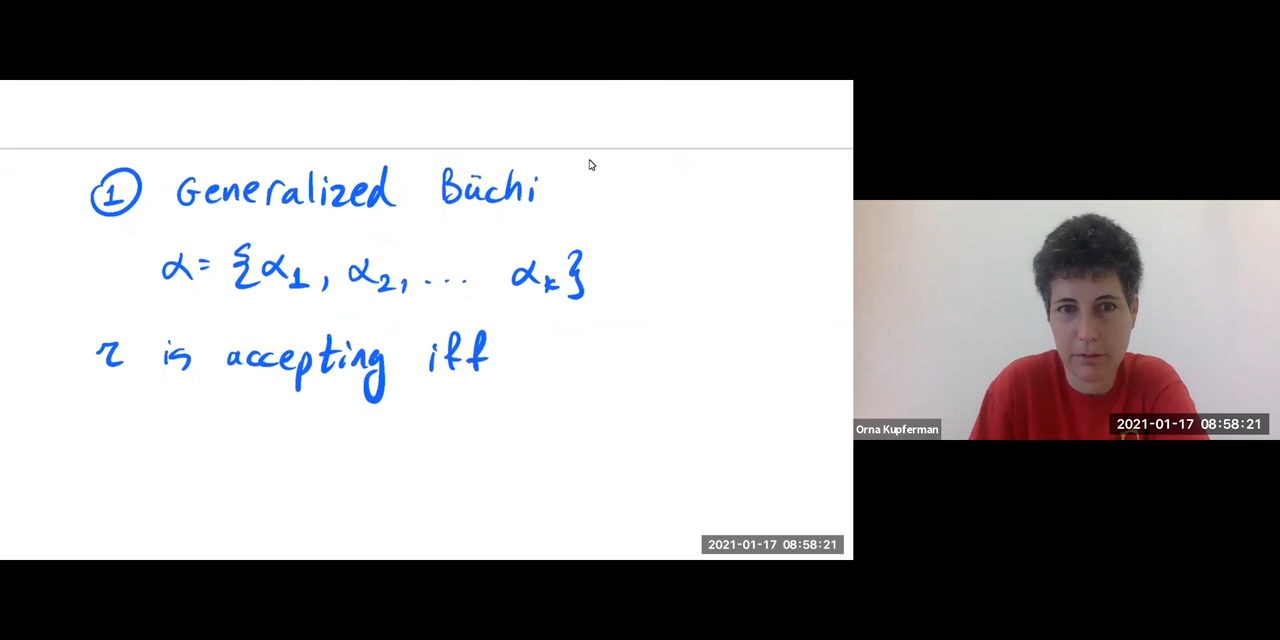 ① Generalized Büchi
α = {α1, α2, ... αk}
r is accepting iff
Orna Kupferman
2021-01-17 08:58:21
2021-01-17 08:58:21